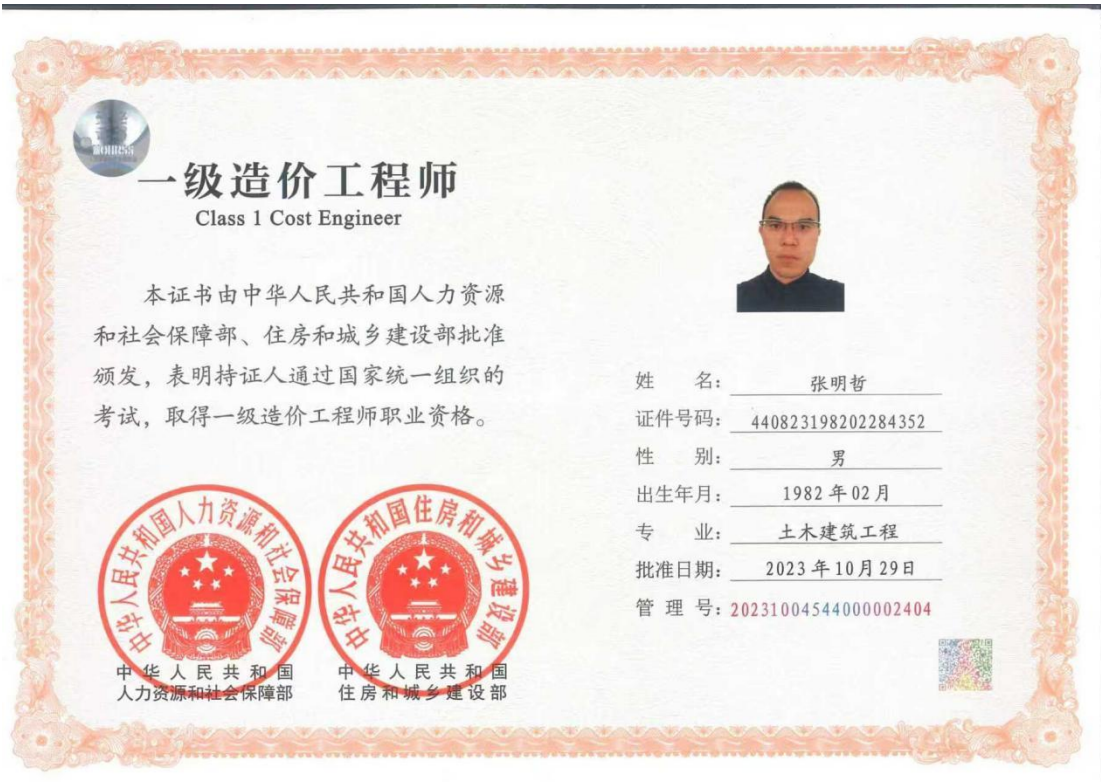 一级造价工程师
Class 1 Cost Engineer
本证书由中华人民共和国人力资源
和社会保障部、住房和城乡建设部批准
颁发，表明持证人通过国家统一组织的
考试，取得一级造价工程师职业资格。
中华人民共和国人力资源和社会保障部
中华人民共和国
人力资源和社会保障部
中华人民共和国住房和城乡建设部
中华人民共和国
住房和城乡建设部
姓 名：张明哲
证件号码：440823198202284352
性 别：男
出生年月：1982年02月
专 业：土木建筑工程
批准日期：2023年10月29日
管 理 号：20231004544000002404